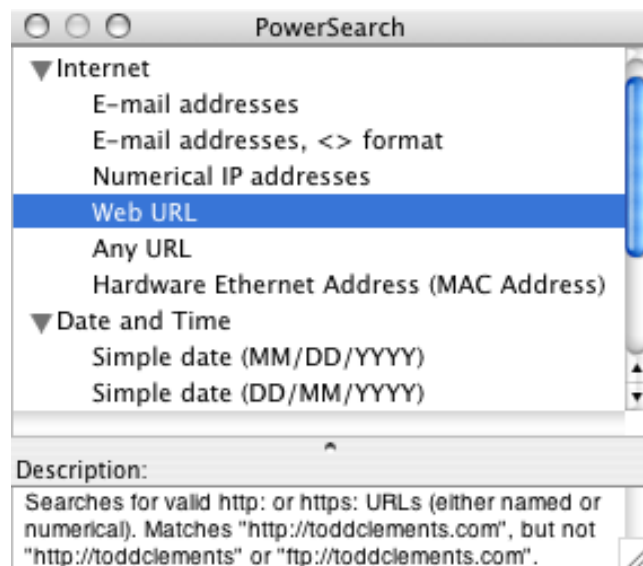 PowerSearch
Internet
E-mail addresses
E-mail addresses, <> format
Numerical IP addresses
Web URL
Any URL
Hardware Ethernet Address (MAC Address)
Date and Time
Simple date (MM/DD/YYYY)
Simple date (DD/MM/YYYY)
Description:
Searches for valid http: or https: URLs (either named or
numerical). Matches "http://toddclements.com", but not
"http://toddclements" or "ftp://toddclements.com".